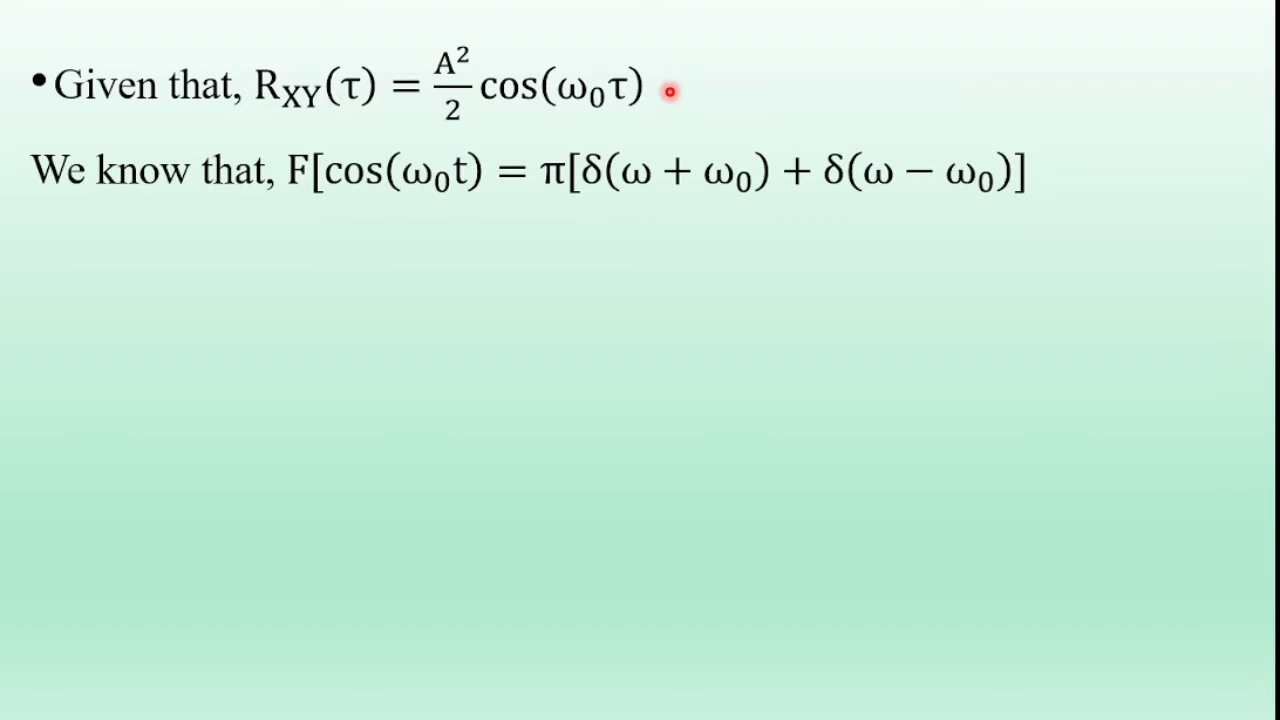 • Given that, R_XY(τ) = A²/2 cos(ω₀τ)
We know that, F[cos(ω₀t) = π[δ(ω + ω₀) + δ(ω − ω₀)]